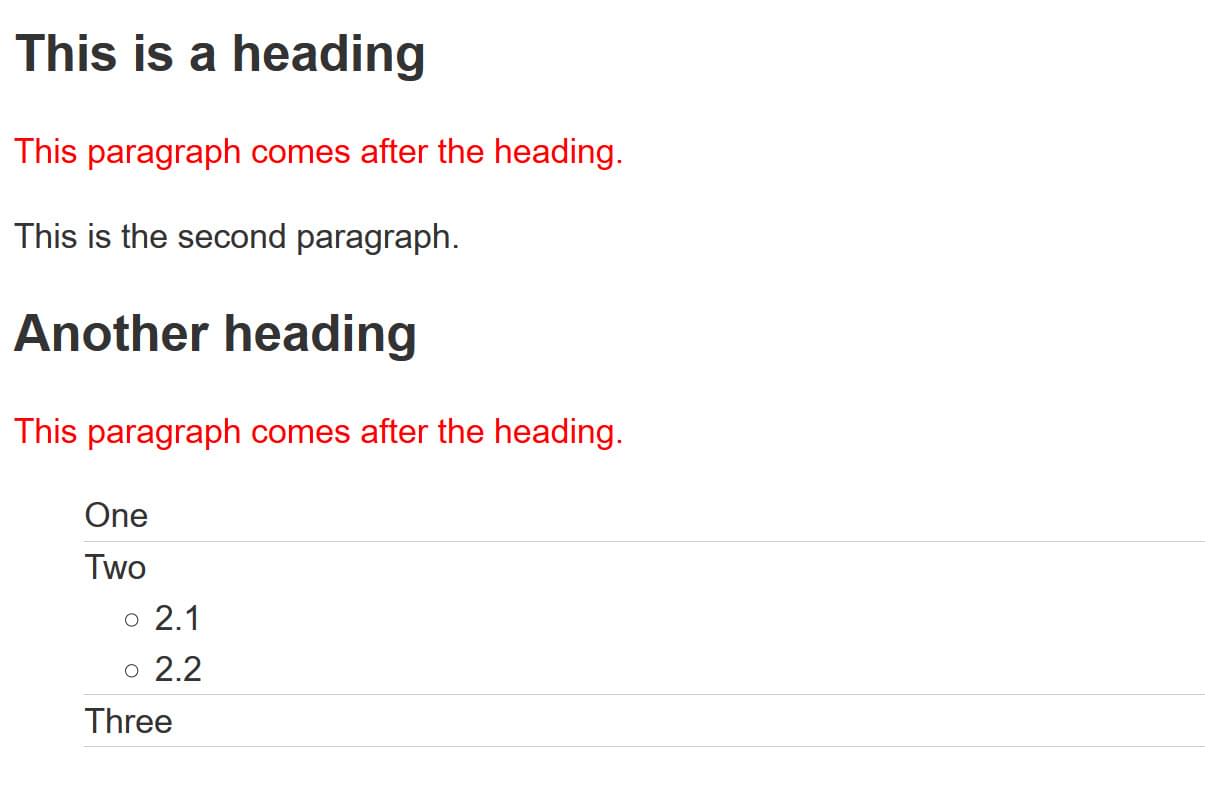 This is a heading
This paragraph comes after the heading.
This is the second paragraph.
Another heading
This paragraph comes after the heading.
One
Two
2.1
2.2
Three